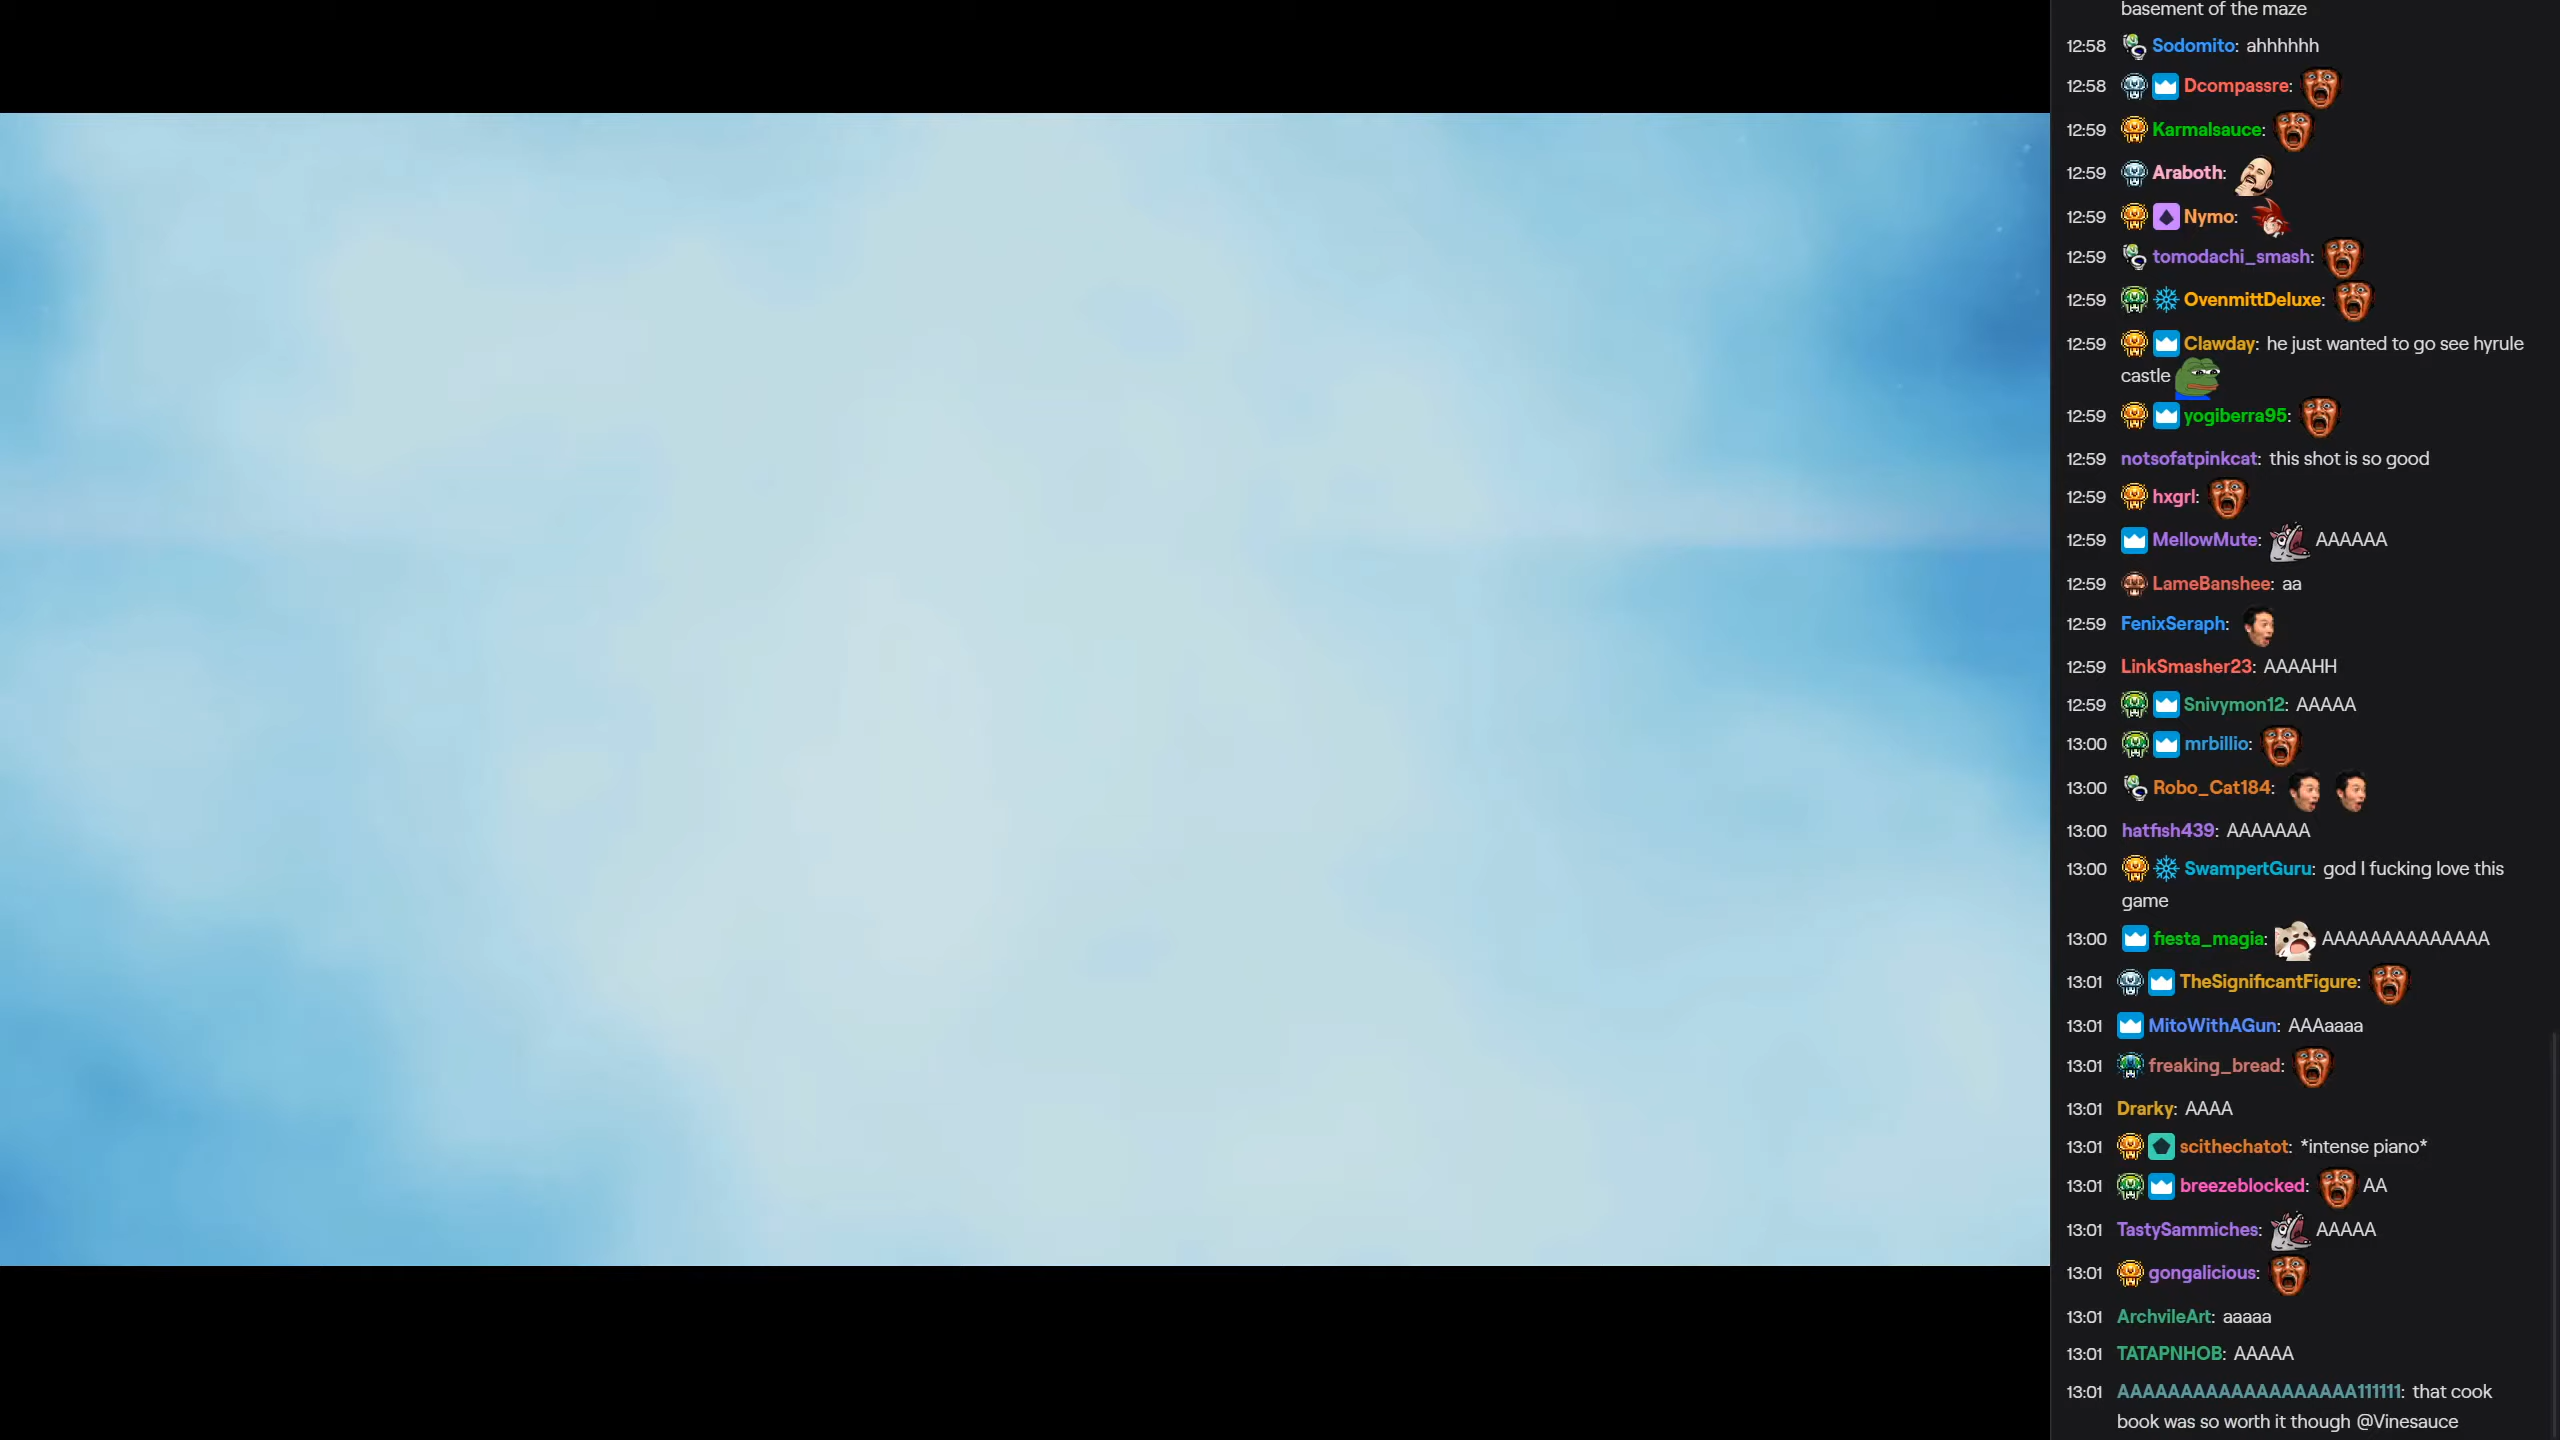 basement of the maze
12:58 Sodomito: ahhhhhh
12:58 Dcompassre:
12:59 Karmalsauce:
12:59 Araboth:
12:59 Nymo:
12:59 tomodachi_smash:
12:59 OvenmittDeluxe:
12:59 Clawday: he just wanted to go see hyrule
castle
12:59 yogiberra95:
12:59 notsofatpinkcat: this shot is so good
12:59 hxgrl:
12:59 MellowMute: AAAAAA
12:59 LameBanshee: aa
12:59 FenixSeraph:
12:59 LinkSmasher23: AAAAHH
12:59 Snivymon12: AAAAA
13:00 mrbillio:
13:00 Robo_Cat184:
13:00 hatfish439: AAAAAAA
13:00 SwampertGuru: god I fucking love this
game
13:00 fiesta_magia: AAAAAAAAAAAAAA
13:01 TheSignificantFigure:
13:01 MitoWithAGun: AAAaaaa
13:01 freaking_bread:
13:01 Drarky: AAAA
13:01 scithechatot: *intense piano*
13:01 breezeblocked: AA
13:01 TastySammiches: AAAAA
13:01 gongalicious:
13:01 ArchvileArt: aaaaa
13:01 TATAPNHOB: AAAAA
13:01 AAAAAAAAAAAAAAAAAAA111111: that cook
book was so worth it though @Vinesauce